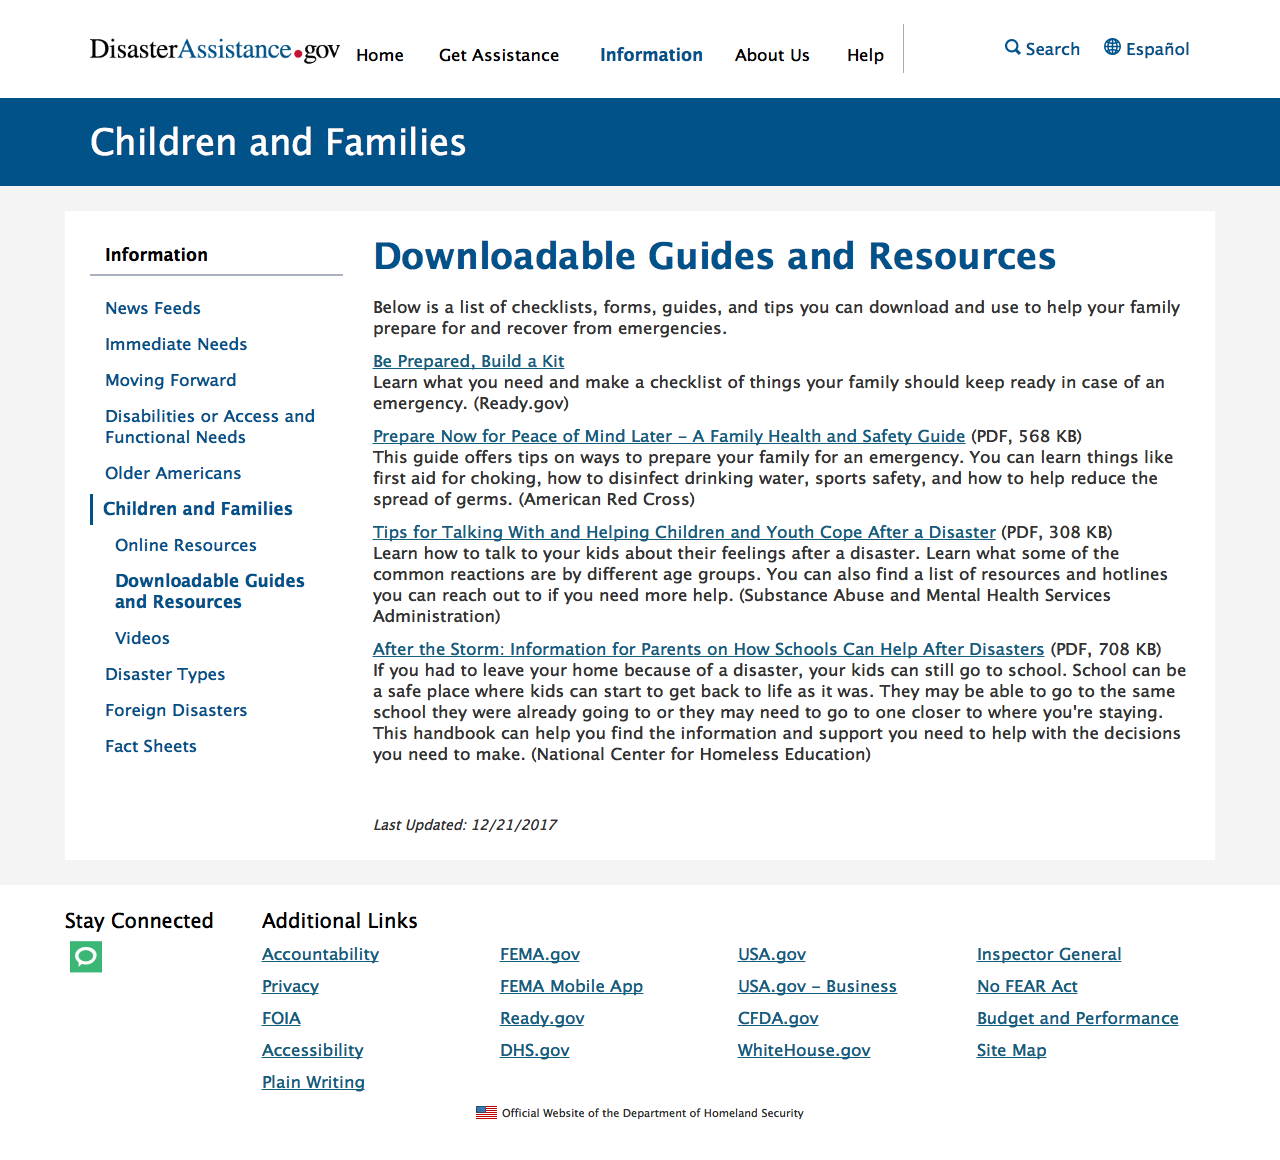 DisasterAssistance.gov
Home
Get Assistance
Information
About Us
Help
Search
Español
Children and Families
Information
News Feeds
Immediate Needs
Moving Forward
Disabilities or Access and
Functional Needs
Older Americans
Children and Families
Online Resources
Downloadable Guides
and Resources
Videos
Disaster Types
Foreign Disasters
Fact Sheets
Downloadable Guides and Resources
Below is a list of checklists, forms, guides, and tips you can download and use to help your family
prepare for and recover from emergencies.
Be Prepared, Build a Kit
Learn what you need and make a checklist of things your family should keep ready in case of an
emergency. (Ready.gov)
Prepare Now for Peace of Mind Later – A Family Health and Safety Guide (PDF, 568 KB)
This guide offers tips on ways to prepare your family for an emergency. You can learn things like
first aid for choking, how to disinfect drinking water, sports safety, and how to help reduce the
spread of germs. (American Red Cross)
Tips for Talking With and Helping Children and Youth Cope After a Disaster (PDF, 308 KB)
Learn how to talk to your kids about their feelings after a disaster. Learn what some of the
common reactions are by different age groups. You can also find a list of resources and hotlines
you can reach out to if you need more help. (Substance Abuse and Mental Health Services
Administration)
After the Storm: Information for Parents on How Schools Can Help After Disasters (PDF, 708 KB)
If you had to leave your home because of a disaster, your kids can still go to school. School can be
a safe place where kids can start to get back to life as it was. They may be able to go to the same
school they were already going to or they may need to go to one closer to where you're staying.
This handbook can help you find the information and support you need to help with the decisions
you need to make. (National Center for Homeless Education)
Last Updated: 12/21/2017
Stay Connected
Additional Links
Accountability
Privacy
FOIA
Accessibility
Plain Writing
FEMA.gov
FEMA Mobile App
Ready.gov
DHS.gov
USA.gov
USA.gov – Business
CFDA.gov
WhiteHouse.gov
Inspector General
No FEAR Act
Budget and Performance
Site Map
Official Website of the Department of Homeland Security